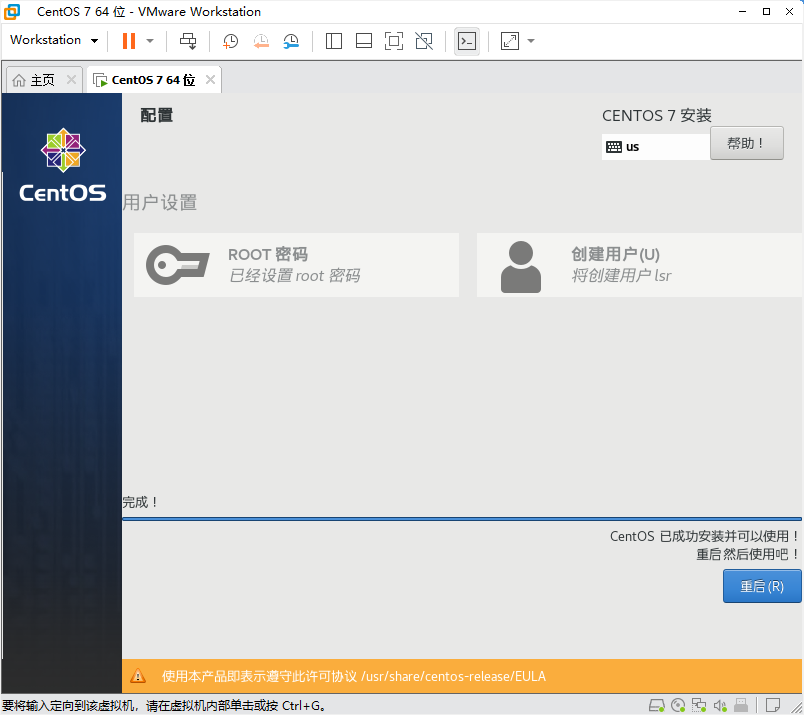 CentOS 7 64 位 - VMware Workstation
Workstation
主页
CentOS 7 64 位
CentOS
配置
CENTOS 7 安装
us
帮助！
用户设置
ROOT 密码
已经设置 root 密码
创建用户(U)
将创建用户 lsr
完成！
CentOS 已成功安装并可以使用！
重启然后使用吧！
重启(R)
使用本产品即表示遵守此许可协议 /usr/share/centos-release/EULA
要将输入定向到该虚拟机，请在虚拟机内部单击或按 Ctrl+G。